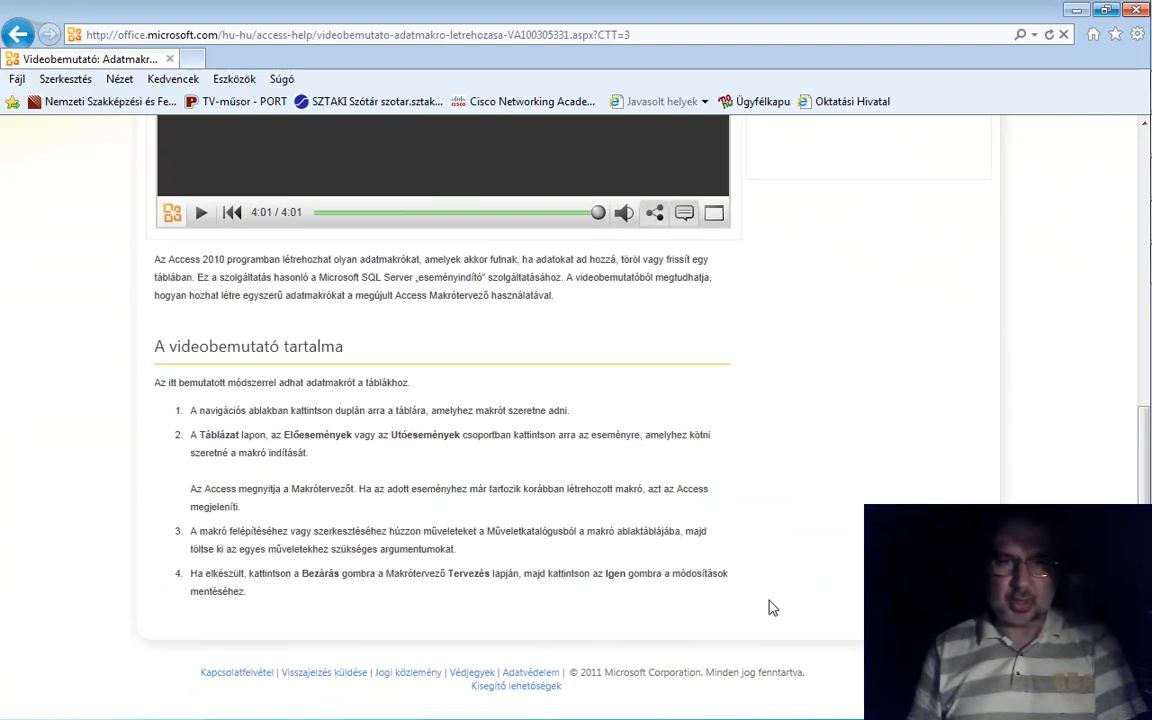 http://office.microsoft.com/hu-hu/access-help/videobemutato-adatmakro-letrehozasa-VA100305331.aspx?CTT=3
Videobemutató: Adatmakr...
Fájl Szerkesztés Nézet Kedvencek Eszközök Súgó
Nemzeti Szakképzési és Fe... TV-műsor - PORT SZTAKI Szótár szotar.sztak... Cisco Networking Acade... Javasolt helyek Ügyfélkapu Oktatási Hivatal
4:01 / 4:01
Az Access 2010 programban létrehozhat olyan adatmakrókat, amelyek akkor futnak, ha adatokat ad hozzá, töröl vagy frissít egy
táblában. Ez a szolgáltatás hasonló a Microsoft SQL Server „eseményindító” szolgáltatásához. A videobemutatóból megtudhatja,
hogyan hozhat létre egyszerű adatmakrókat a megújult Access Makrótervező használatával.
A videobemutató tartalma
Az itt bemutatott módszerrel adhat adatmakrót a táblákhoz.
1. A navigációs ablakban kattintson duplán arra a táblára, amelyhez makrót szeretne adni.
2. A Táblázat lapon, az Előesemények vagy az Utóesemények csoportban kattintson arra az eseményre, amelyhez kötni
szeretné a makró indítását.
Az Access megnyitja a Makrótervezőt. Ha az adott eseményhez már tartozik korábban létrehozott makró, azt az Access
megjeleníti.
3. A makró felépítéséhez vagy szerkesztéséhez húzzon műveleteket a Műveletkatalógusból a makró ablaktáblájába, majd
töltse ki az egyes műveletekhez szükséges argumentumokat.
4. Ha elkészült, kattintson a Bezárás gombra a Makrótervező Tervezés lapján, majd kattintson az Igen gombra a módosítások
mentéséhez.
Kapcsolatfelvétel | Visszajelzés küldése | Jogi közlemény | Védjegyek | Adatvédelem | © 2011 Microsoft Corporation. Minden jog fenntartva.
Kisegítő lehetőségek